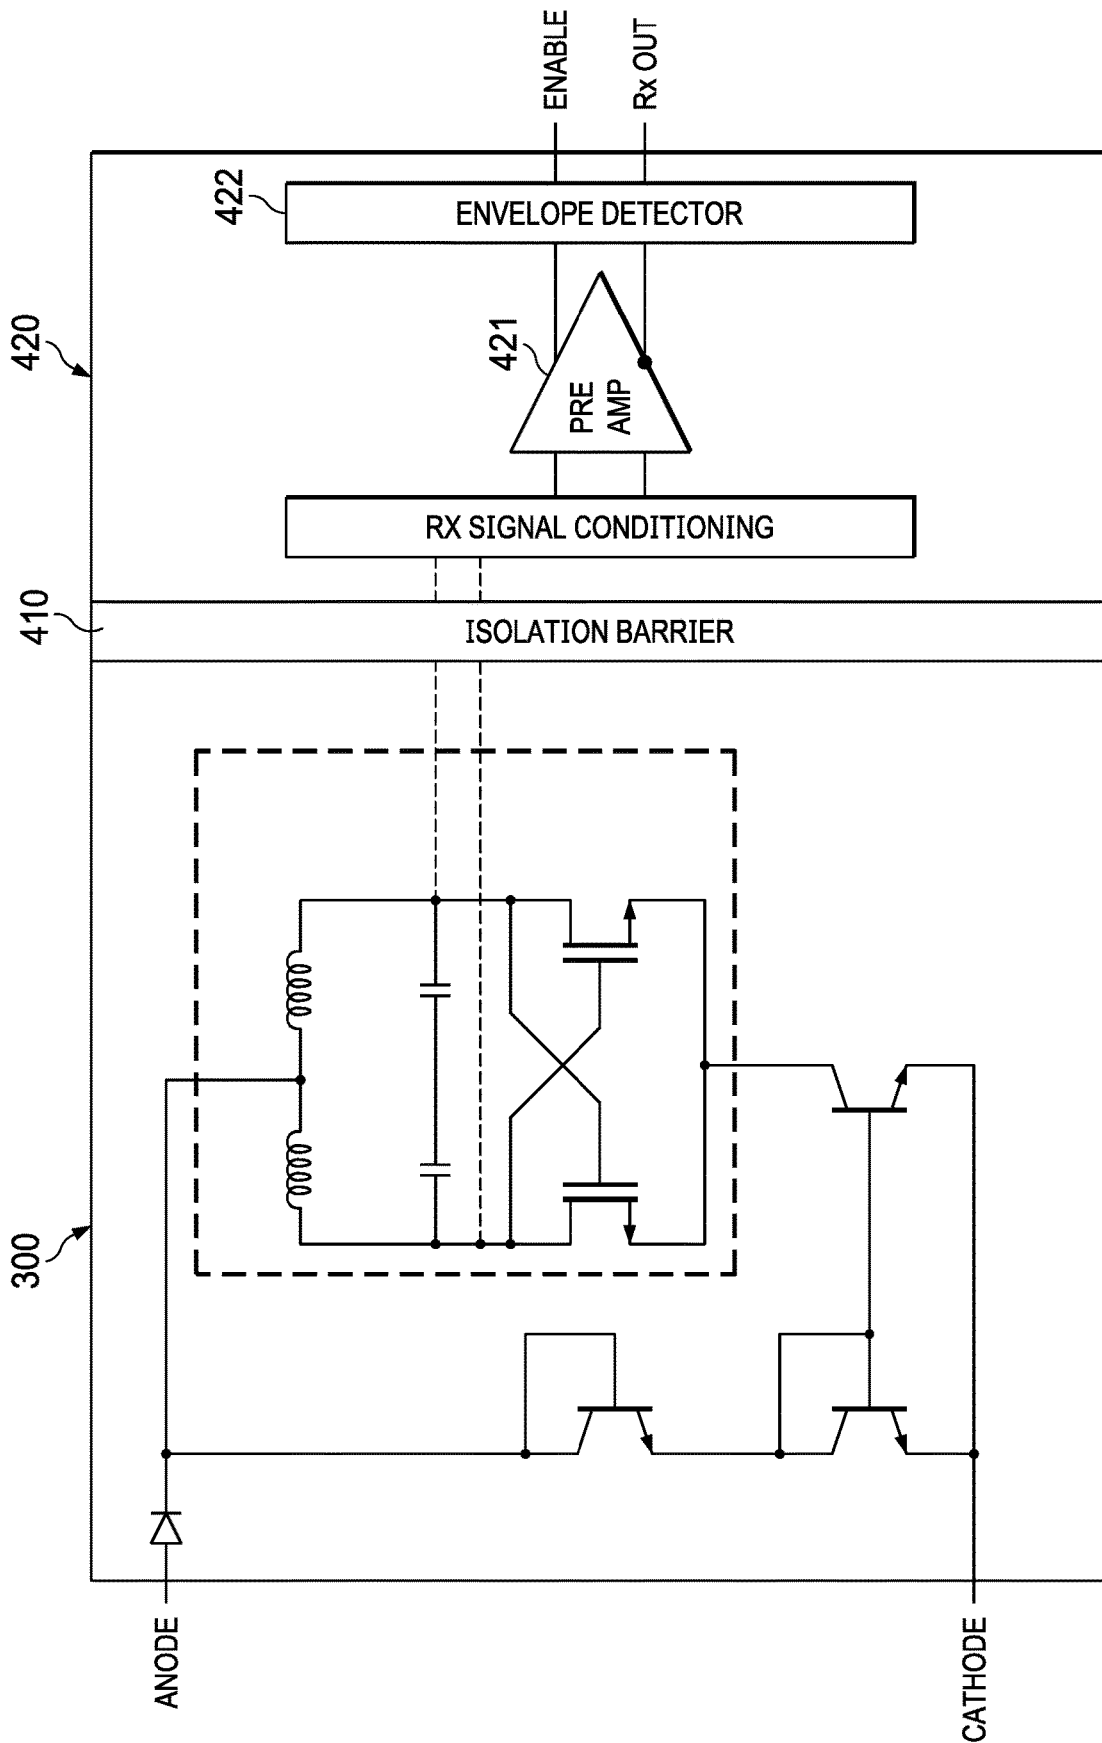 300
420
410
422
421
ANODE
CATHODE
ISOLATION BARRIER
RX SIGNAL CONDITIONING
PRE
AMP
ENVELOPE DETECTOR
ENABLE
Rx OUT